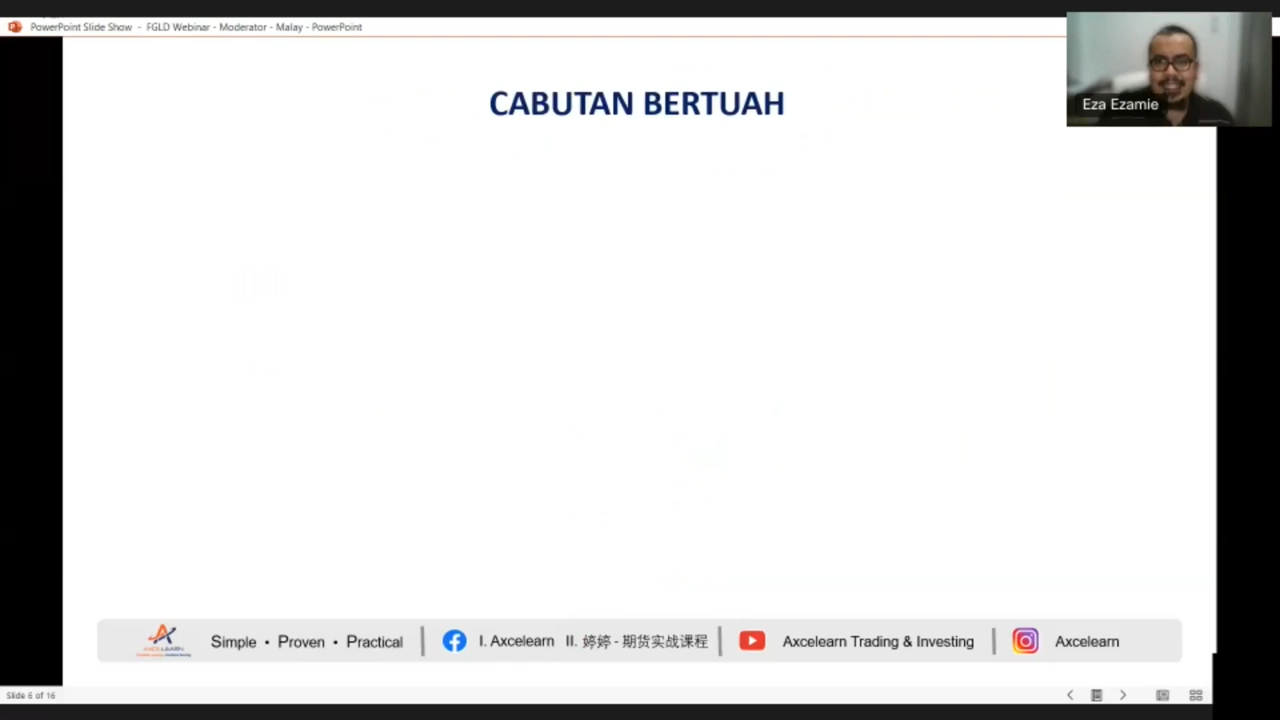 PowerPoint Slide Show - FGLD Webinar - Moderator - Malay - PowerPoint
Eza Ezamie
CABUTAN BERTUAH
AXCELEARN
Simple • Proven • Practical
I. Axcelearn II. 婷婷 - 期货实战课程
Axcelearn Trading & Investing
Axcelearn
Slide 6 of 16